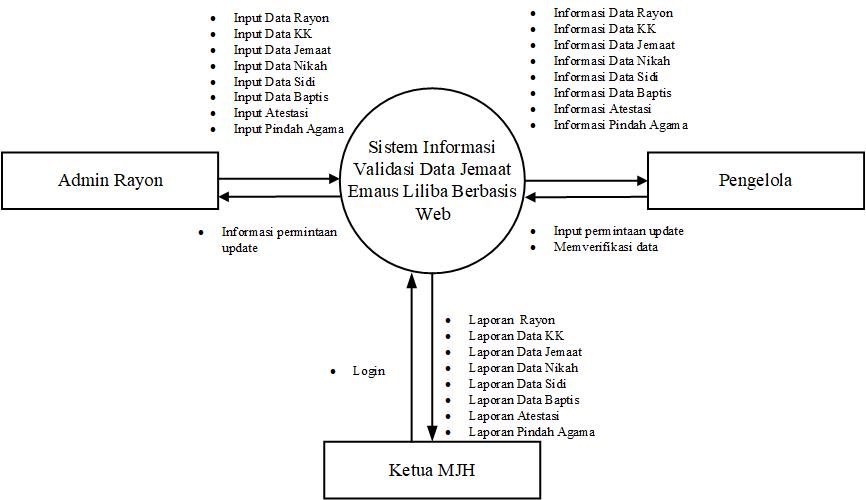 • Input Data Rayon
• Input Data KK
• Input Data Jemaat
• Input Data Nikah
• Input Data Sidi
• Input Data Baptis
• Input Atestasi
• Input Pindah Agama
• Informasi Data Rayon
• Informasi Data KK
• Informasi Data Jemaat
• Informasi Data Nikah
• Informasi Data Sidi
• Informasi Data Baptis
• Informasi Atestasi
• Informasi Pindah Agama
Admin Rayon
Sistem Informasi
Validasi Data Jemaat
Emaus Liliba Berbasis
Web
Pengelola
• Informasi permintaan
update
• Input permintaan update
• Memverifikasi data
• Login
• Laporan Rayon
• Laporan Data KK
• Laporan Data Jemaat
• Laporan Data Nikah
• Laporan Data Sidi
• Laporan Data Baptis
• Laporan Atestasi
• Laporan Pindah Agama
Ketua MJH